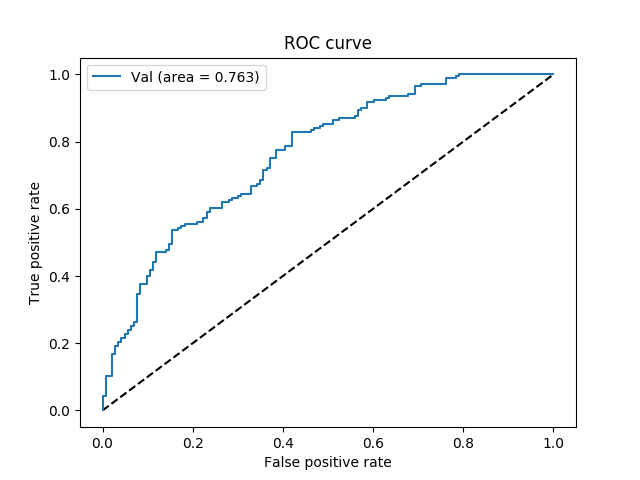 ROC curve
Val (area = 0.763)
1.0
0.8
0.6
0.4
0.2
0.0
True positive rate
0.0 0.2 0.4 0.6 0.8 1.0
False positive rate